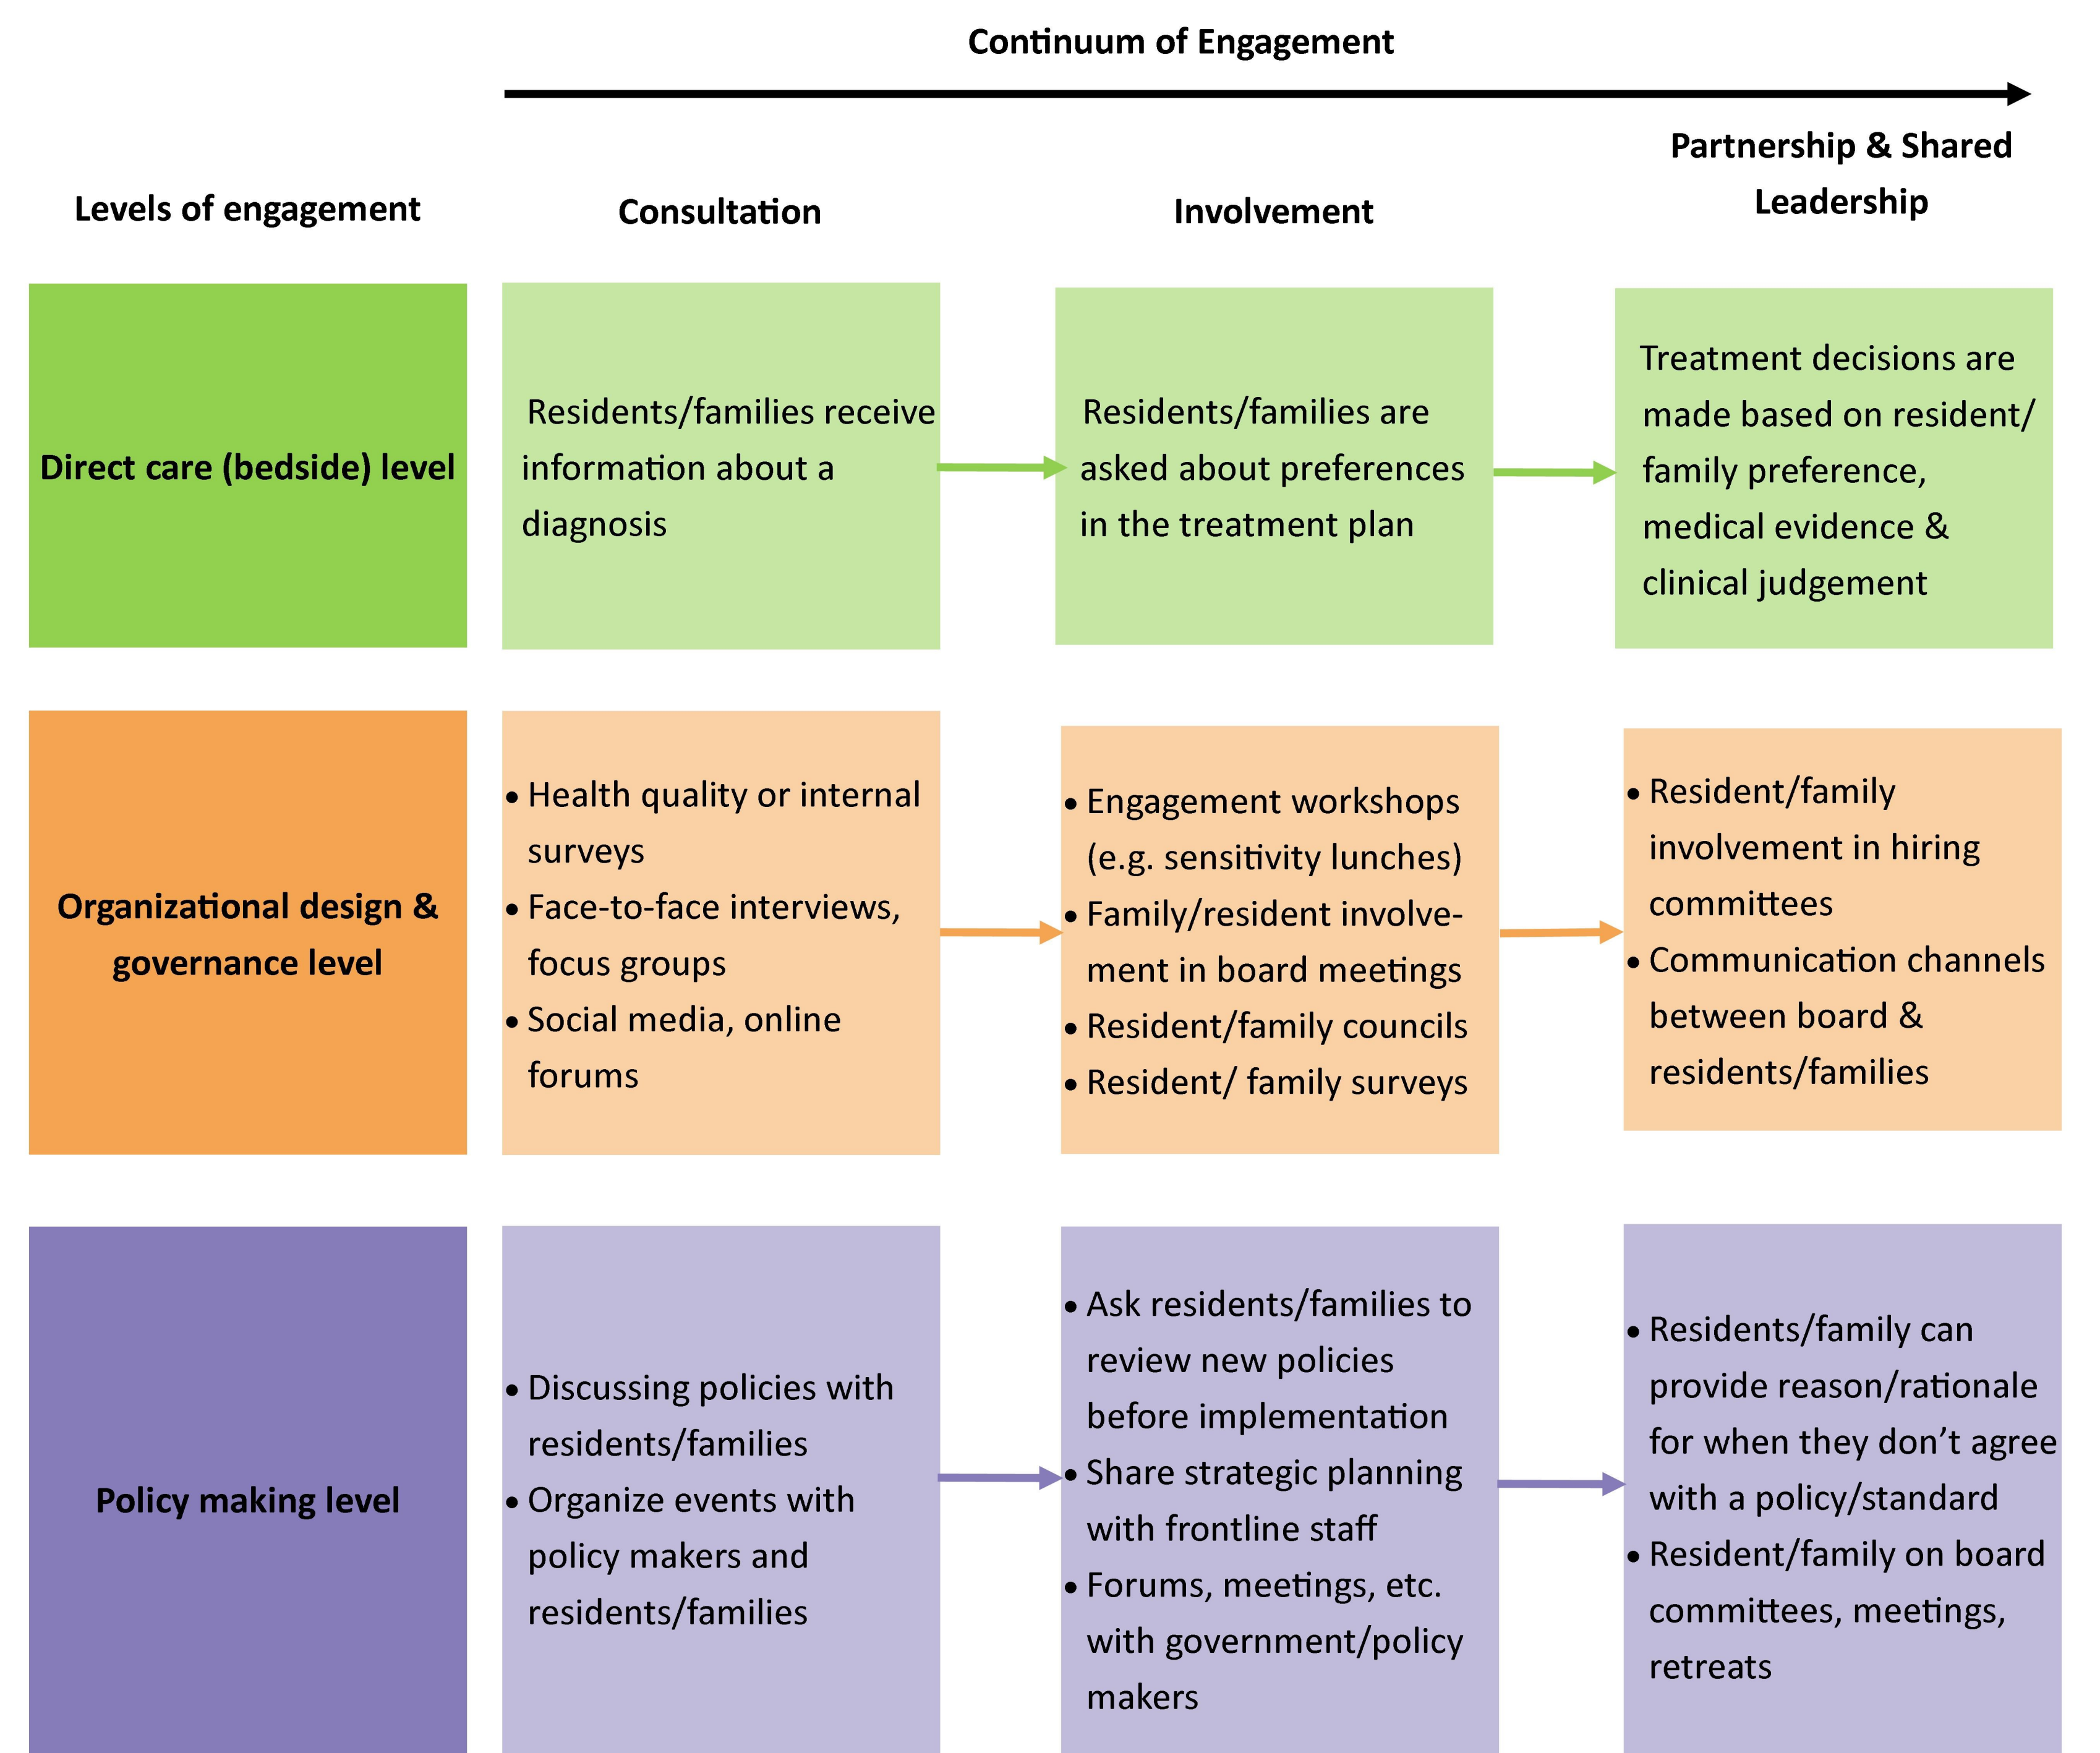 Continuum of Engagement
Levels of engagement
Consultation
Involvement
Partnership & Shared
Leadership
Direct care (bedside) level
Residents/families receive
information about a
diagnosis
Residents/families are
asked about preferences
in the treatment plan
Treatment decisions are
made based on resident/
family preference,
medical evidence &
clinical judgement
Organizational design &
governance level
• Health quality or internal
surveys
• Face-to-face interviews,
focus groups
• Social media, online
forums
• Engagement workshops
(e.g. sensitivity lunches)
• Family/resident involve-
ment in board meetings
• Resident/family councils
• Resident/ family surveys
• Resident/family
involvement in hiring
committees
• Communication channels
between board &
residents/families
Policy making level
• Discussing policies with
residents/families
• Organize events with
policy makers and
residents/families
• Ask residents/families to
review new policies
before implementation
• Share strategic planning
with frontline staff
• Forums, meetings, etc.
with government/policy
makers
• Residents/family can
provide reason/rationale
for when they don’t agree
with a policy/standard
• Resident/family on board
committees, meetings,
retreats